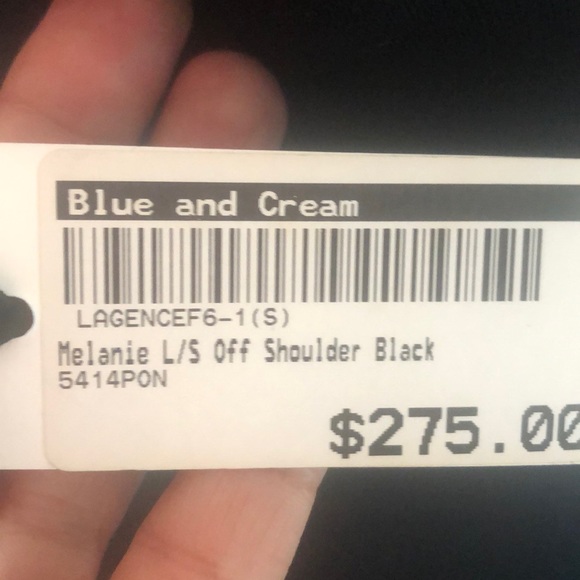 Blue and Cream
LAGENCEF6-1(S)
Melanie L/S Off Shoulder Black
5414PON
$275.00